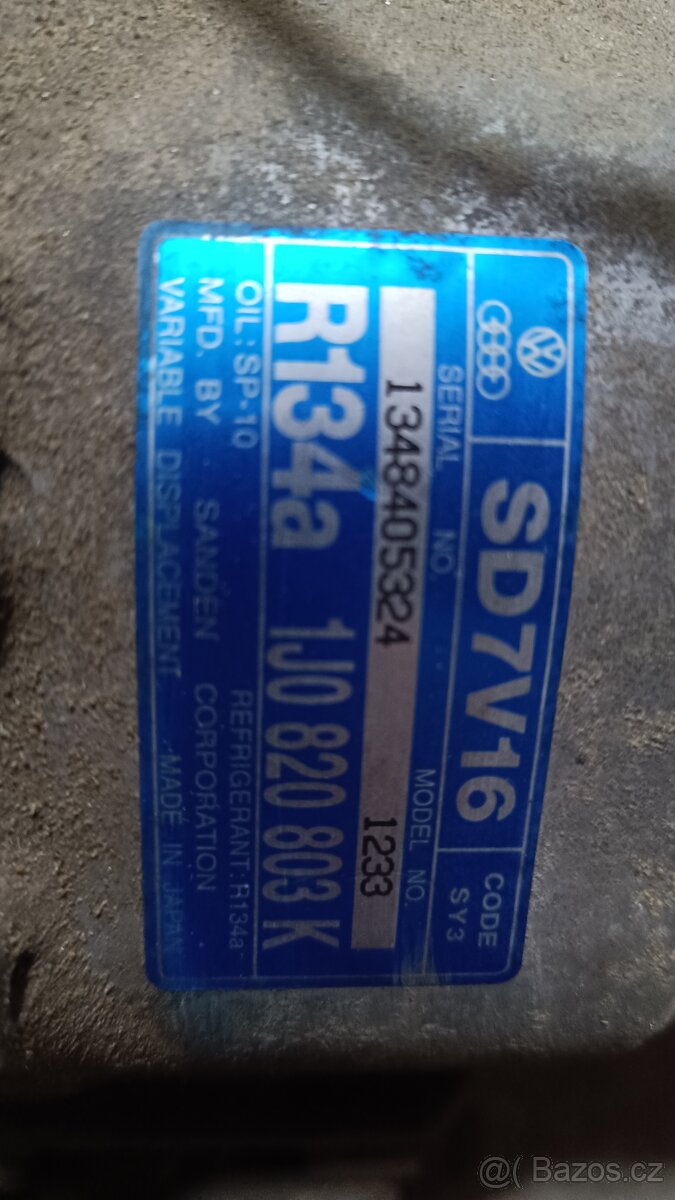 SD7V16
CODE
SY3
SERIAL NO.
MODEL NO.
1348405324
1233
R134a 1J0 820 803 K
OIL: SP-10
REFRIGERANT: R134a
MFD. BY SANDEN CORPORATION
VARIABLE DISPLACEMENT MADE IN JAPAN
@( Bazos.cz